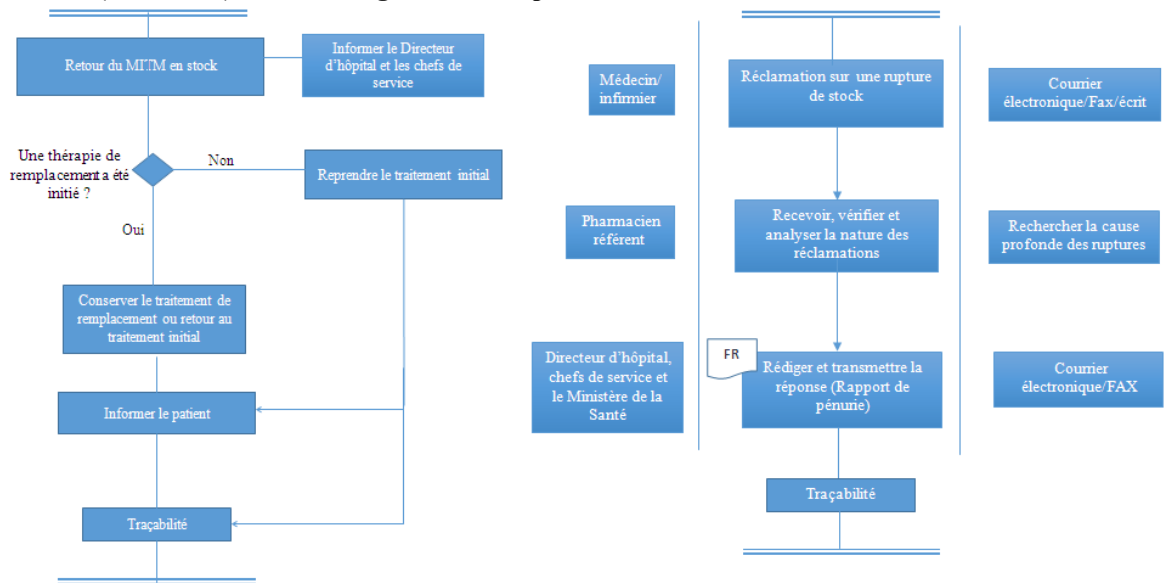 Retour du MITM en stock
Informer le Directeur
d'hôpital et les chefs de
service
Une thérapie de
remplacement a été
initié ?
Non
Reprendre le traitement initial
Oui
Conserver le traitement de
remplacement ou retour au
traitement initial
Informer le patient
Traçabilité
Médecin/
infirmier
Réclamation sur une rupture
de stock
Courrier
électronique/Fax/écrit
Pharmacien
référent
Recevoir, vérifier et
analyser la nature des
réclamations
Rechercher la cause
profonde des ruptures
Directeur d'hôpital,
chefs de service et
le Ministère de la
Santé
FR
Rédiger et transmettre la
réponse (Rapport de
pénurie)
Courrier
électronique/FAX
Traçabilité